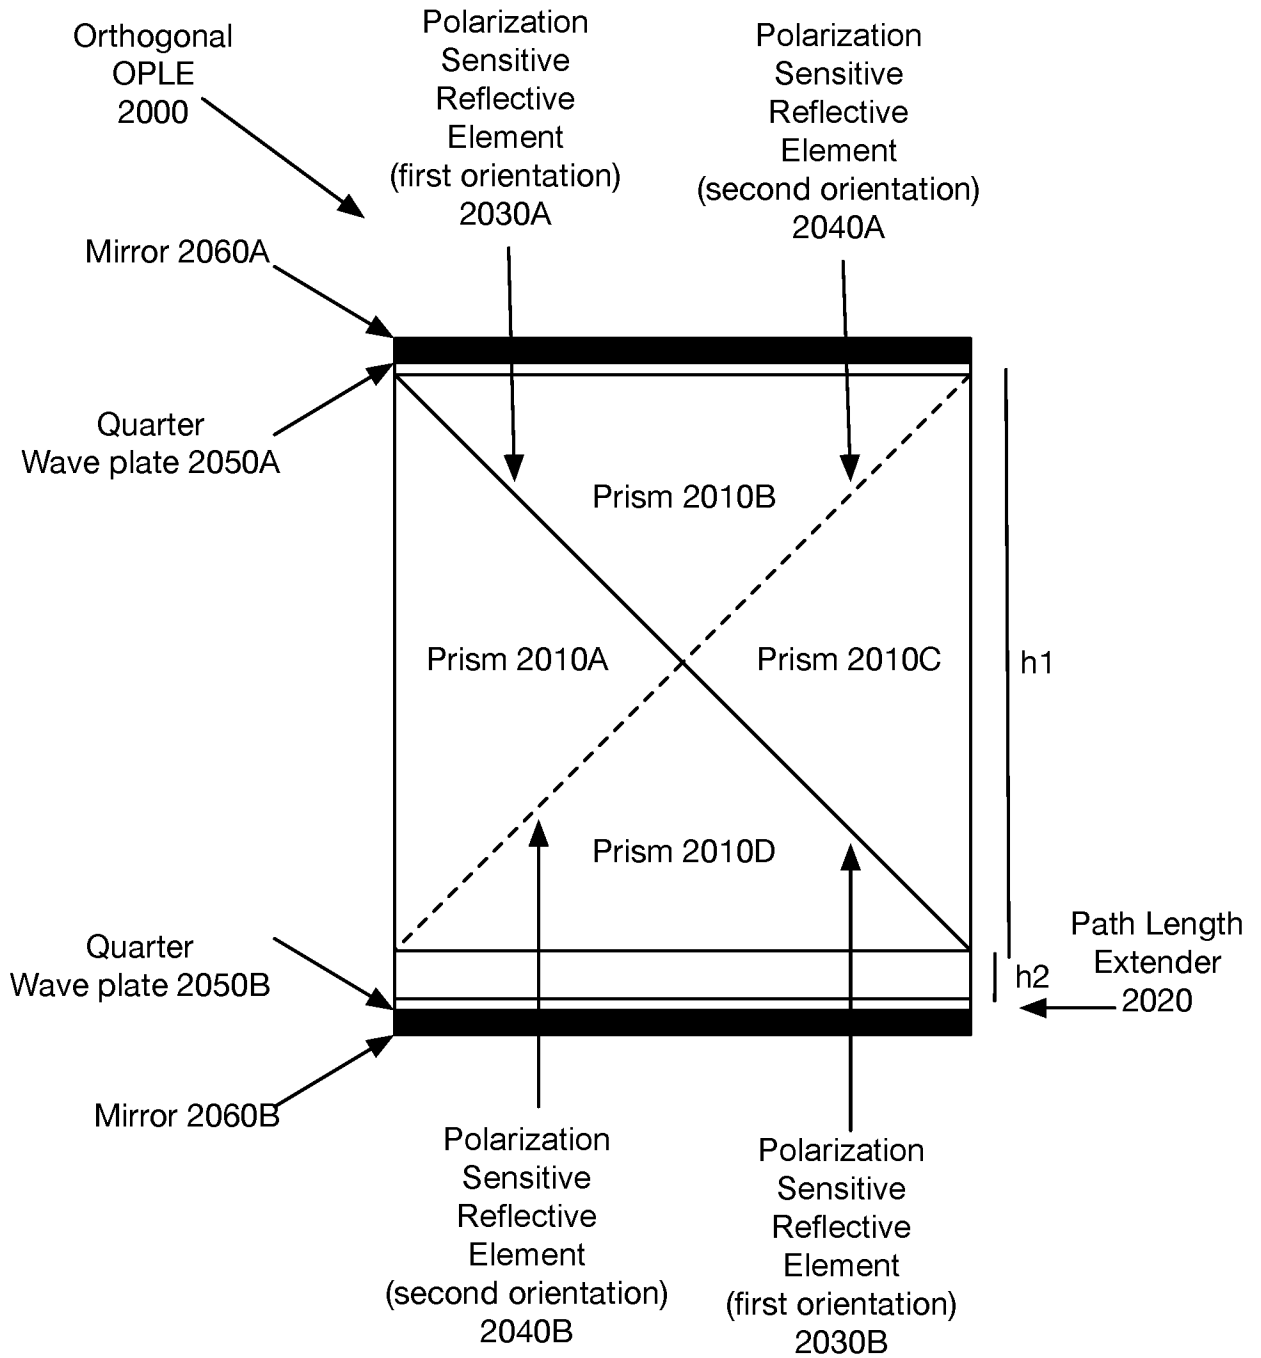 Orthogonal
OPLE
2000
Polarization
Sensitive
Reflective
Element
(first orientation)
2030A
Polarization
Sensitive
Reflective
Element
(second orientation)
2040A
Mirror 2060A
Quarter
Wave plate 2050A
Prism 2010B
Prism 2010A
Prism 2010C
h1
Prism 2010D
Quarter
Wave plate 2050B
h2
Path Length
Extender
2020
Mirror 2060B
Polarization
Sensitive
Reflective
Element
(second orientation)
2040B
Polarization
Sensitive
Reflective
Element
(first orientation)
2030B